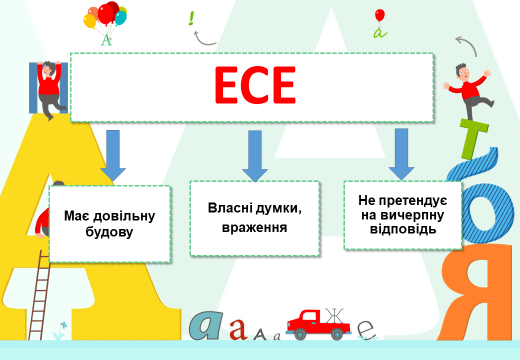 ЕСЕ
Має довільну
будову
Власні думки,
враження
Не претендує
на вичерпну
відповідь